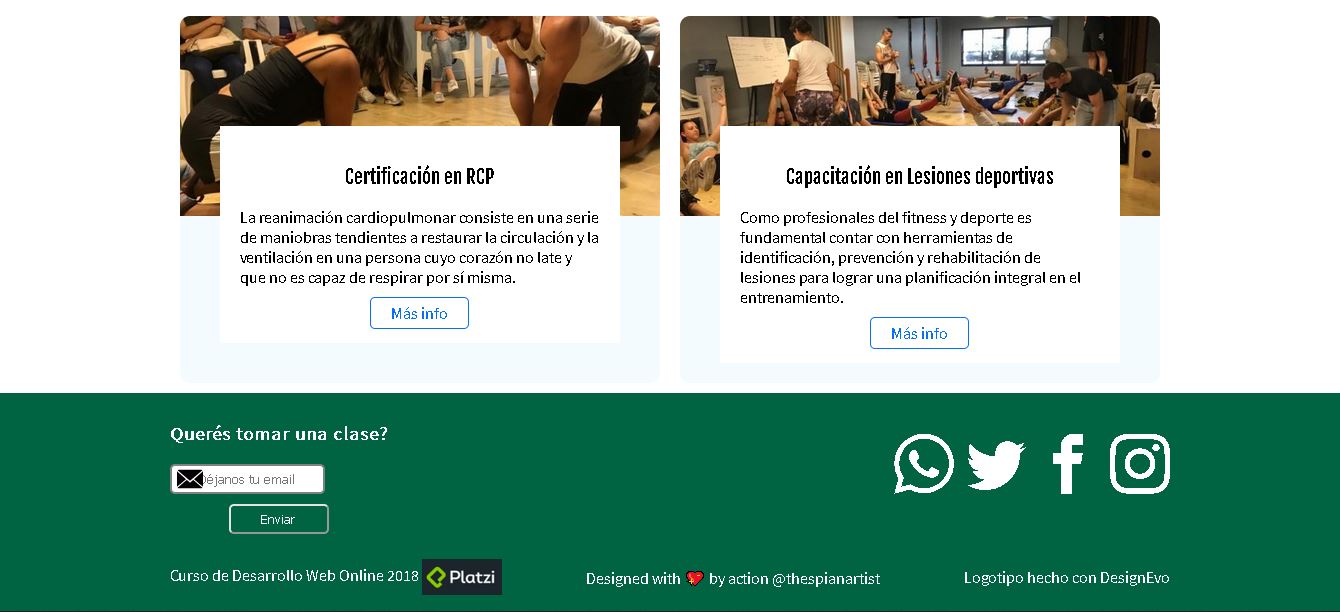 Certificación en RCP
La reanimación cardiopulmonar consiste en una serie
de maniobras tendientes a restaurar la circulación y la
ventilación en una persona cuyo corazón no late y
que no es capaz de respirar por sí misma.
Más info
Capacitación en Lesiones deportivas
Como profesionales del fitness y deporte es
fundamental contar con herramientas de
identificación, prevención y rehabilitación de
lesiones para lograr una planificación integral en el
entrenamiento.
Más info
Querés tomar una clase?
Déjanos tu email
Enviar
Curso de Desarrollo Web Online 2018 Platzi
Designed with by action @thespianartist
Logotipo hecho con DesignEvo